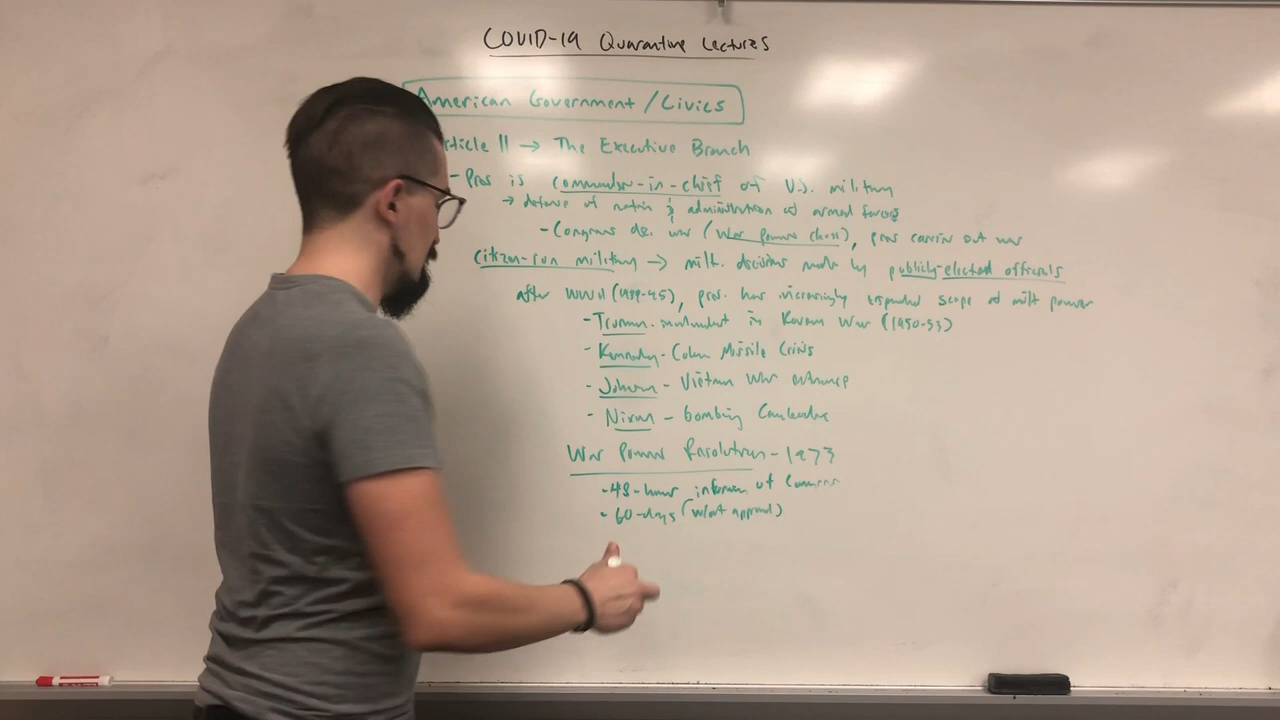 COVID-19 Quarantine Lectures
American Government/Civics
rticle II → The Executive Branch
- Pres is commander-in-chief of U.S. military
→ defense of nation & administration of armed forces
- Congress dec. war (War Powers clause), pres carries out war
citizen-run military → milt. decisions made by publicly-elected officials
after WWII (1939-45), pres. has increasingly expanded scope of milt power
- Truman - involvement in Korean War (1950-53)
- Kennedy - Cuban Missile Crisis
- Johnson - Vietnam War
- Nixon - bombing Cambodia
War Powers Resolution - 1973
- 48-hour informing of Congress
- 60-days (w/out approval)